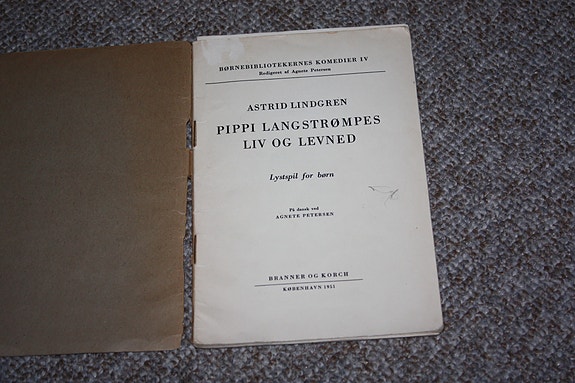 BØRNEBIBLIOTEKERNES KOMEDIER IV
Redigeret af Agnete Petersen
ASTRID LINDGREN
PIPPI LANGSTRØMPES
LIV OG LEVNED
Lystspil for børn
På dansk ved
AGNETE PETERSEN
BRANNER OG KORCH
KØBENHAVN 1951